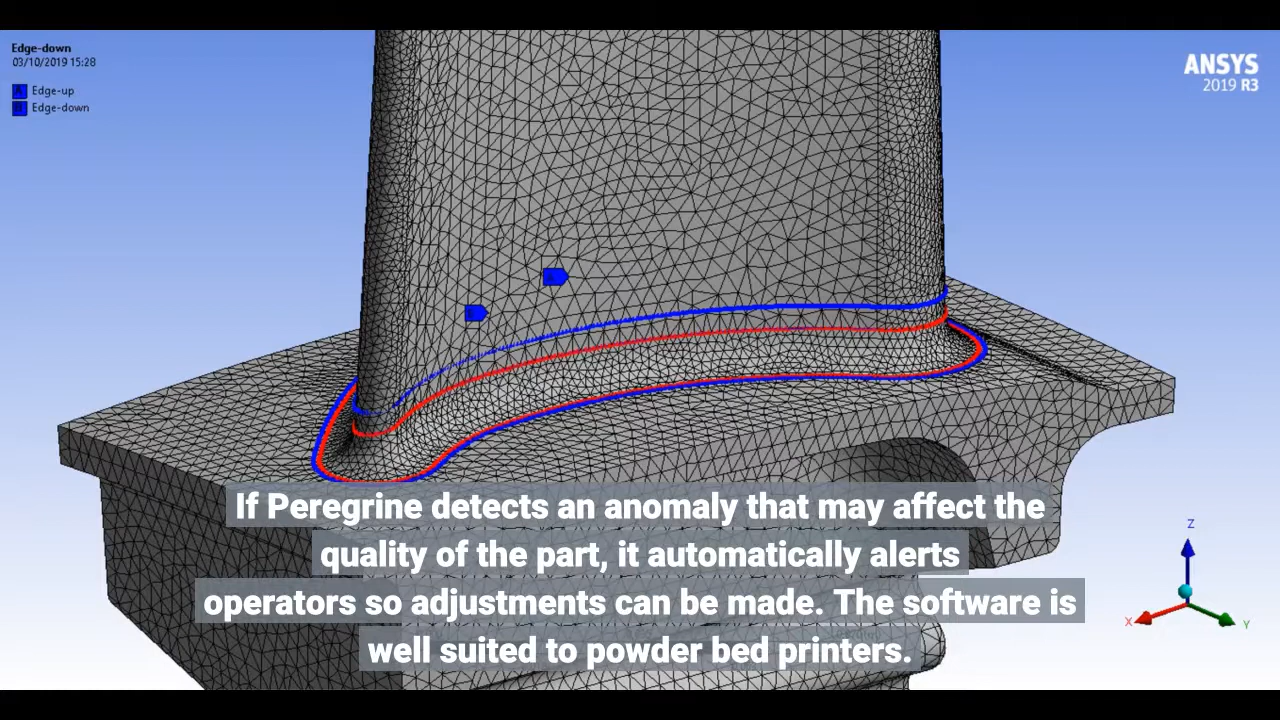 Edge-down
03/10/2019 15:28
A Edge-up
Edge-down
ANSYS
2019 R3
Z
X
Y
If Peregrine detects an anomaly that may affect the
quality of the part, it automatically alerts
operators so adjustments can be made. The software is
well suited to powder bed printers.